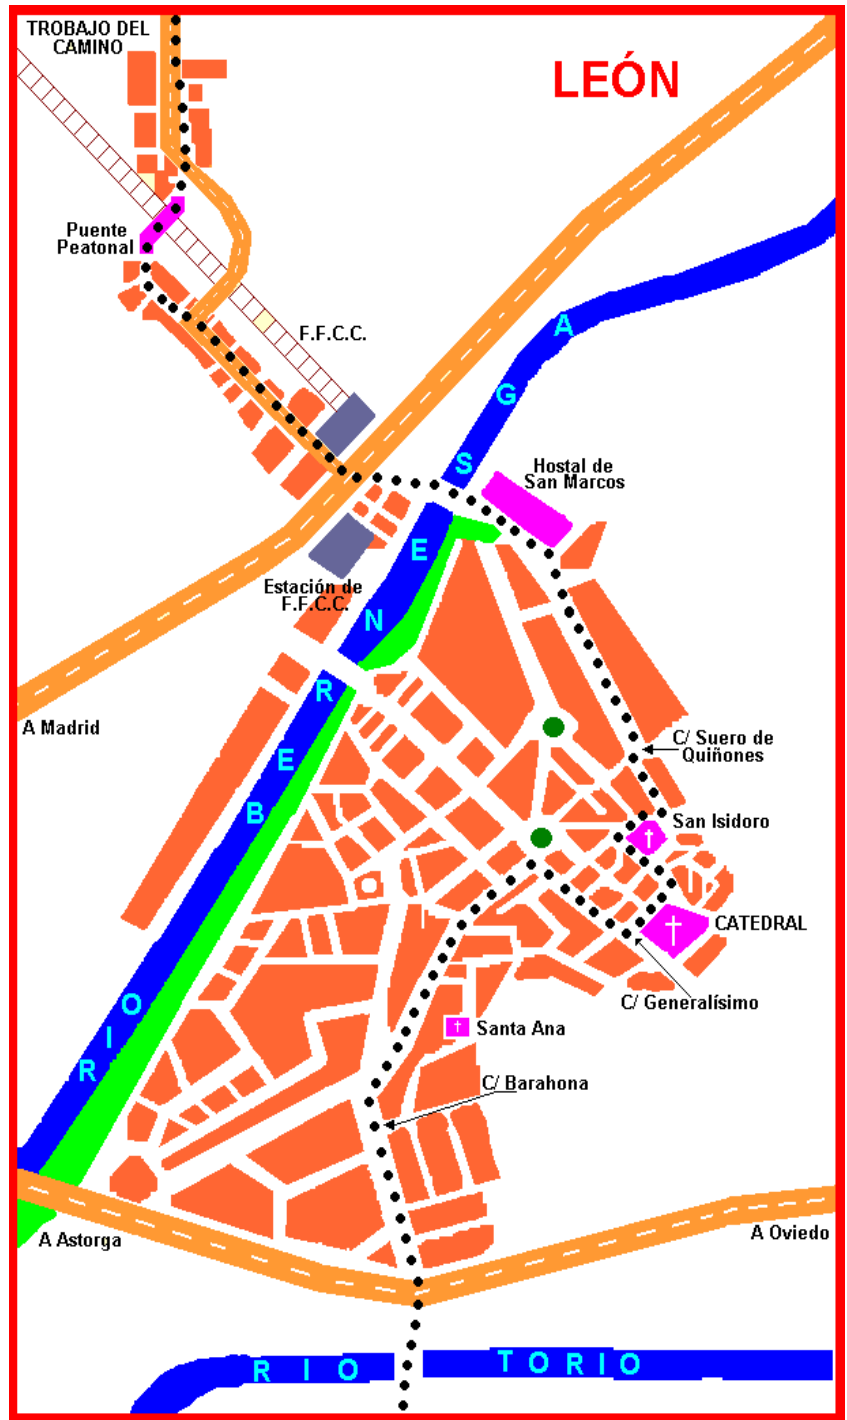 TROBAJO DEL
CAMINO
LEÓN
Puente
Peatonal
F.F.C.C.
Hostal de
San Marcos
Estación de
F.F.C.C.
A Madrid
C/ Suero de
Quiñones
San Isidoro
CATEDRAL
C/ Generalísimo
Santa Ana
C/ Barahona
RIO BERNESGA
A Astorga
A Oviedo
RIO TORIO